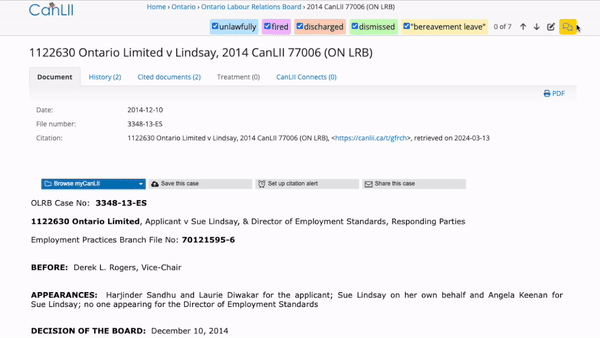 CanLII
Home › Ontario › Ontario Labour Relations Board › 2014 CanLII 77006 (ON LRB)
unlawfully fired discharged dismissed "bereavement leave" 0 of 7
1122630 Ontario Limited v Lindsay, 2014 CanLII 77006 (ON LRB)
Document History (2) Cited documents (2) Treatment (0) CanLII Connects (0)
PDF
Date: 2014-12-10
File number: 3348-13-ES
Citation: 1122630 Ontario Limited v Lindsay, 2014 CanLII 77006 (ON LRB), <https://canlii.ca/t/gfrch>, retrieved on 2024-03-13
Browse myCanLII Save this case Set up citation alert Share this case
OLRB Case No: 3348-13-ES
1122630 Ontario Limited, Applicant v Sue Lindsay, & Director of Employment Standards, Responding Parties
Employment Practices Branch File No: 70121595-6
BEFORE: Derek L. Rogers, Vice-Chair
APPEARANCES: Harjinder Sandhu and Laurie Diwakar for the applicant; Sue Lindsay on her own behalf and Angela Keenan for
Sue Lindsay; no one appearing for the Director of Employment Standards
DECISION OF THE BOARD: December 10, 2014